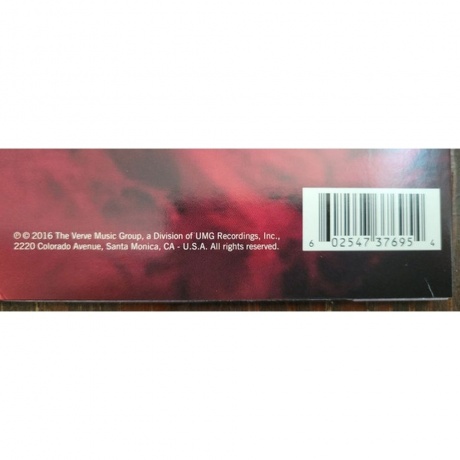 ℗ © 2016 The Verve Music Group, a Division of UMG Recordings, Inc.,
2220 Colorado Avenue, Santa Monica, CA - U.S.A. All rights reserved.
6 02547 37695 4